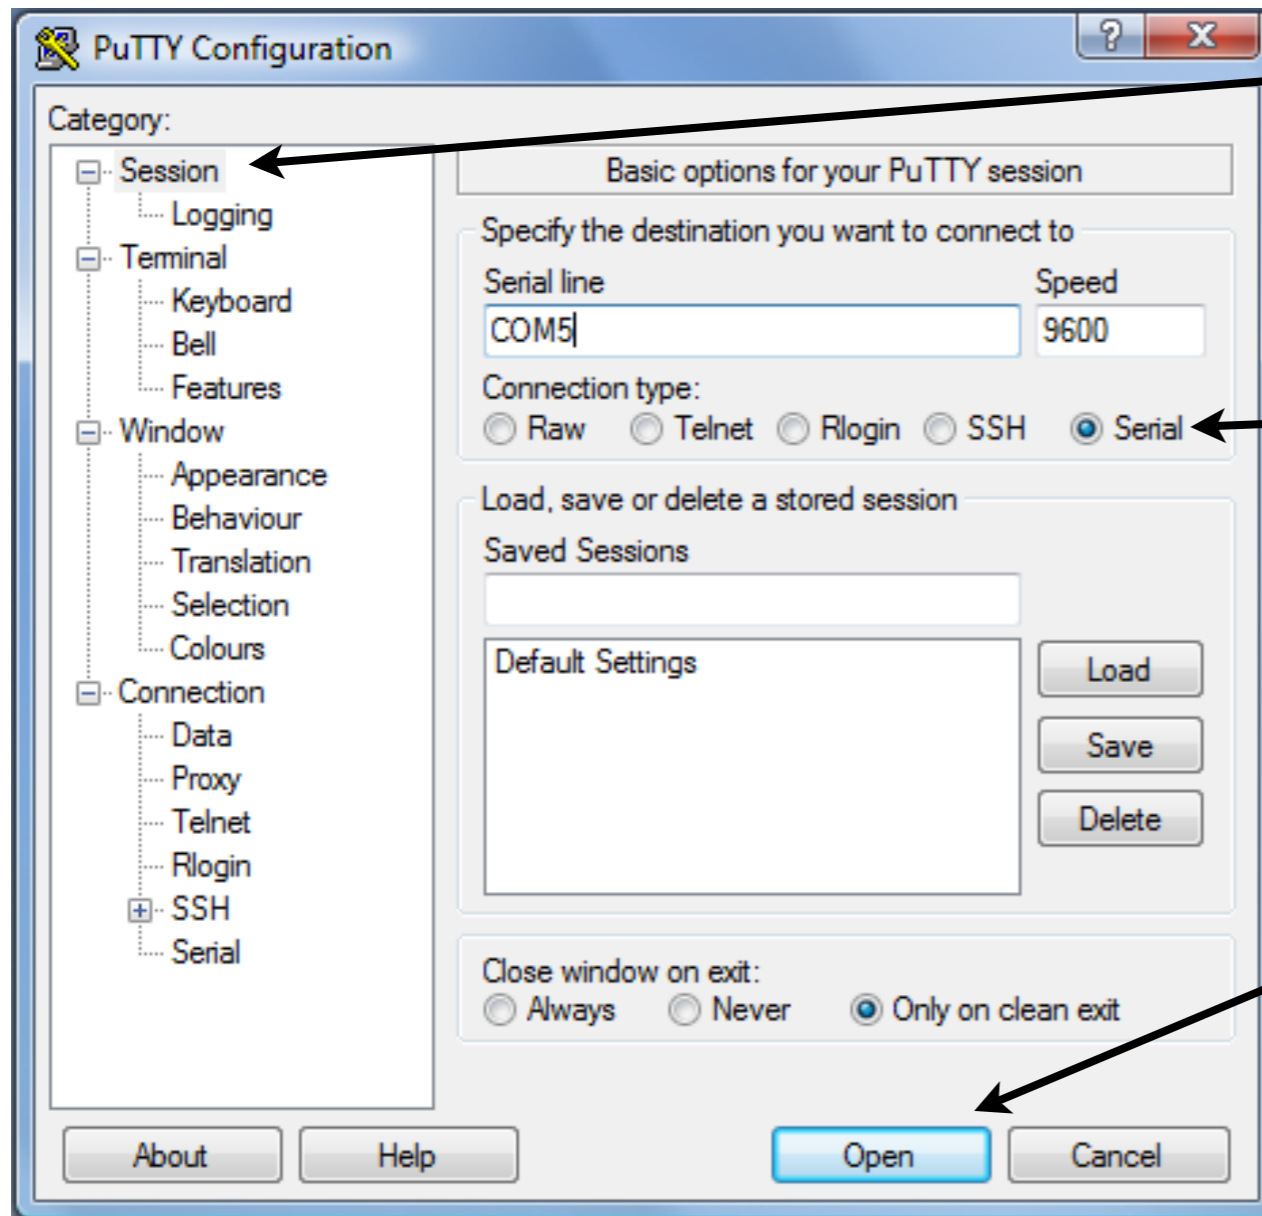 PuTTY Configuration
?
X
Category:
Session
Logging
Terminal
Keyboard
Bell
Features
Window
Appearance
Behaviour
Translation
Selection
Colours
Connection
Data
Proxy
Telnet
Rlogin
SSH
Serial
Basic options for your PuTTY session
Specify the destination you want to connect to
Serial line Speed
COM5 9600
Connection type:
Raw Telnet Rlogin SSH Serial
Load, save or delete a stored session
Saved Sessions
Default Settings
Load
Save
Delete
Close window on exit:
Always Never Only on clean exit
About Help Open Cancel